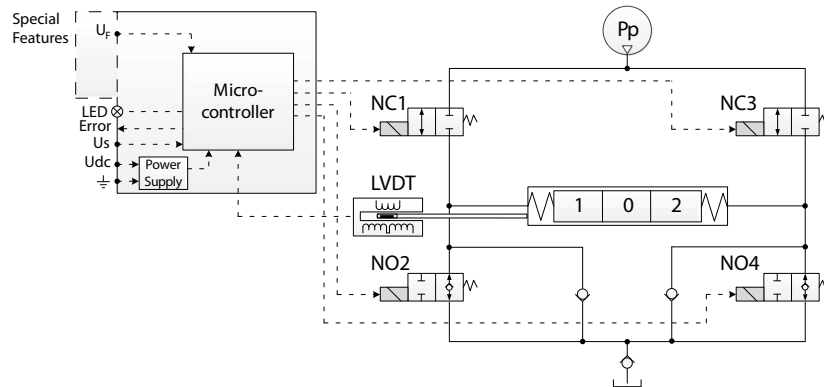 Special
Features
U_F
Pp
Micro-
controller
NC1
NC3
LED
Error
Us
Udc
Power
Supply
LVDT
1 0 2
NO2
NO4